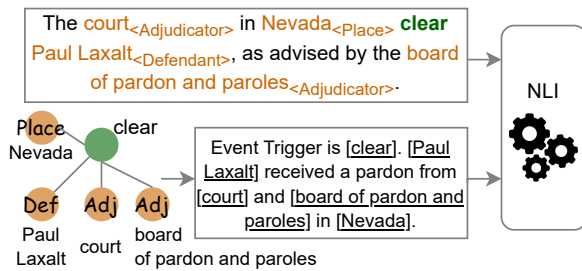 The court<Adjudicator> in Nevada<Place> clear
Paul Laxalt<Defendant>, as advised by the board
of pardon and paroles<Adjudicator>.
NLI
Place
clear
Nevada
Def
Adj
Adj
Paul
Laxalt
court
board
of pardon and paroles
Event Trigger is [clear]. [Paul
Laxalt] received a pardon from
[court] and [board of pardon and
paroles] in [Nevada].